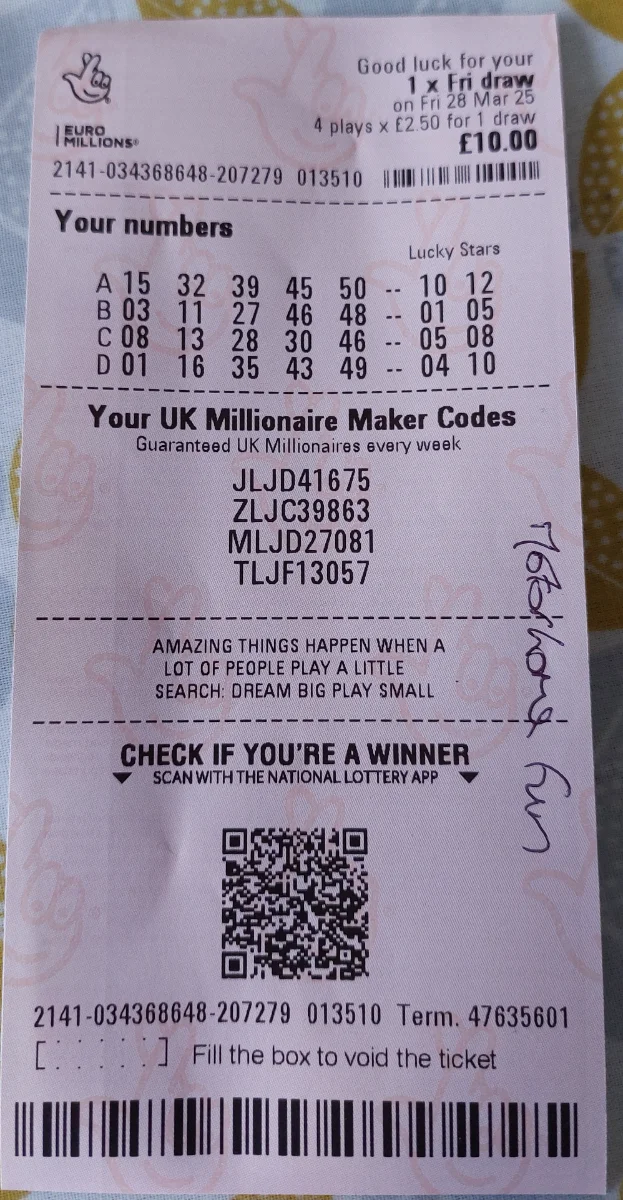 Good luck for your
1 x Fri draw
on Fri 28 Mar 25
4 plays x £2.50 for 1 draw
£10.00
EURO
MILLIONS®
2141-034368648-207279 013510
Your numbers
Lucky Stars
A 15 32 39 45 50 -- 10 12
B 03 11 27 46 48 -- 01 05
C 08 13 28 30 46 -- 05 08
D 01 16 35 43 49 -- 04 10
Your UK Millionaire Maker Codes
Guaranteed UK Millionaires every week
JLJD41675
ZLJC39863
MLJD27081
TLJF13057
AMAZING THINGS HAPPEN WHEN A
LOT OF PEOPLE PLAY A LITTLE
SEARCH: DREAM BIG PLAY SMALL
CHECK IF YOU'RE A WINNER
SCAN WITH THE NATIONAL LOTTERY APP
2141-034368648-207279 013510 Term. 47635601
[ ] Fill the box to void the ticket
Motorhome Fun